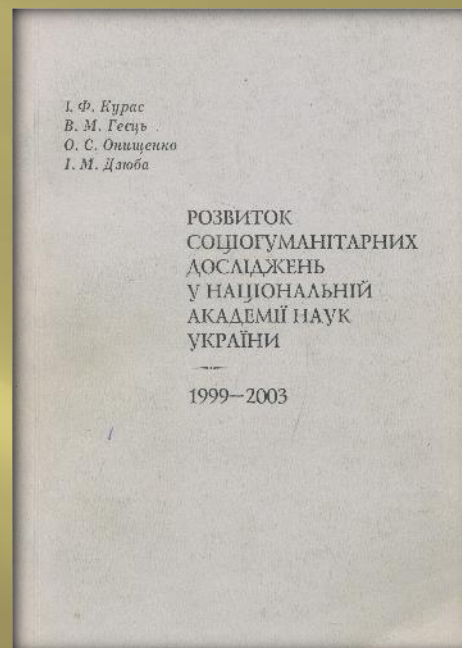 І. Ф. Курас
В. М. Геєць
О. С. Онищенко
І. М. Дзюба
РОЗВИТОК
СОЦІОГУМАНІТАРНИХ
ДОСЛІДЖЕНЬ
У НАЦІОНАЛЬНІЙ
АКАДЕМІЇ НАУК
УКРАЇНИ
1999—2003